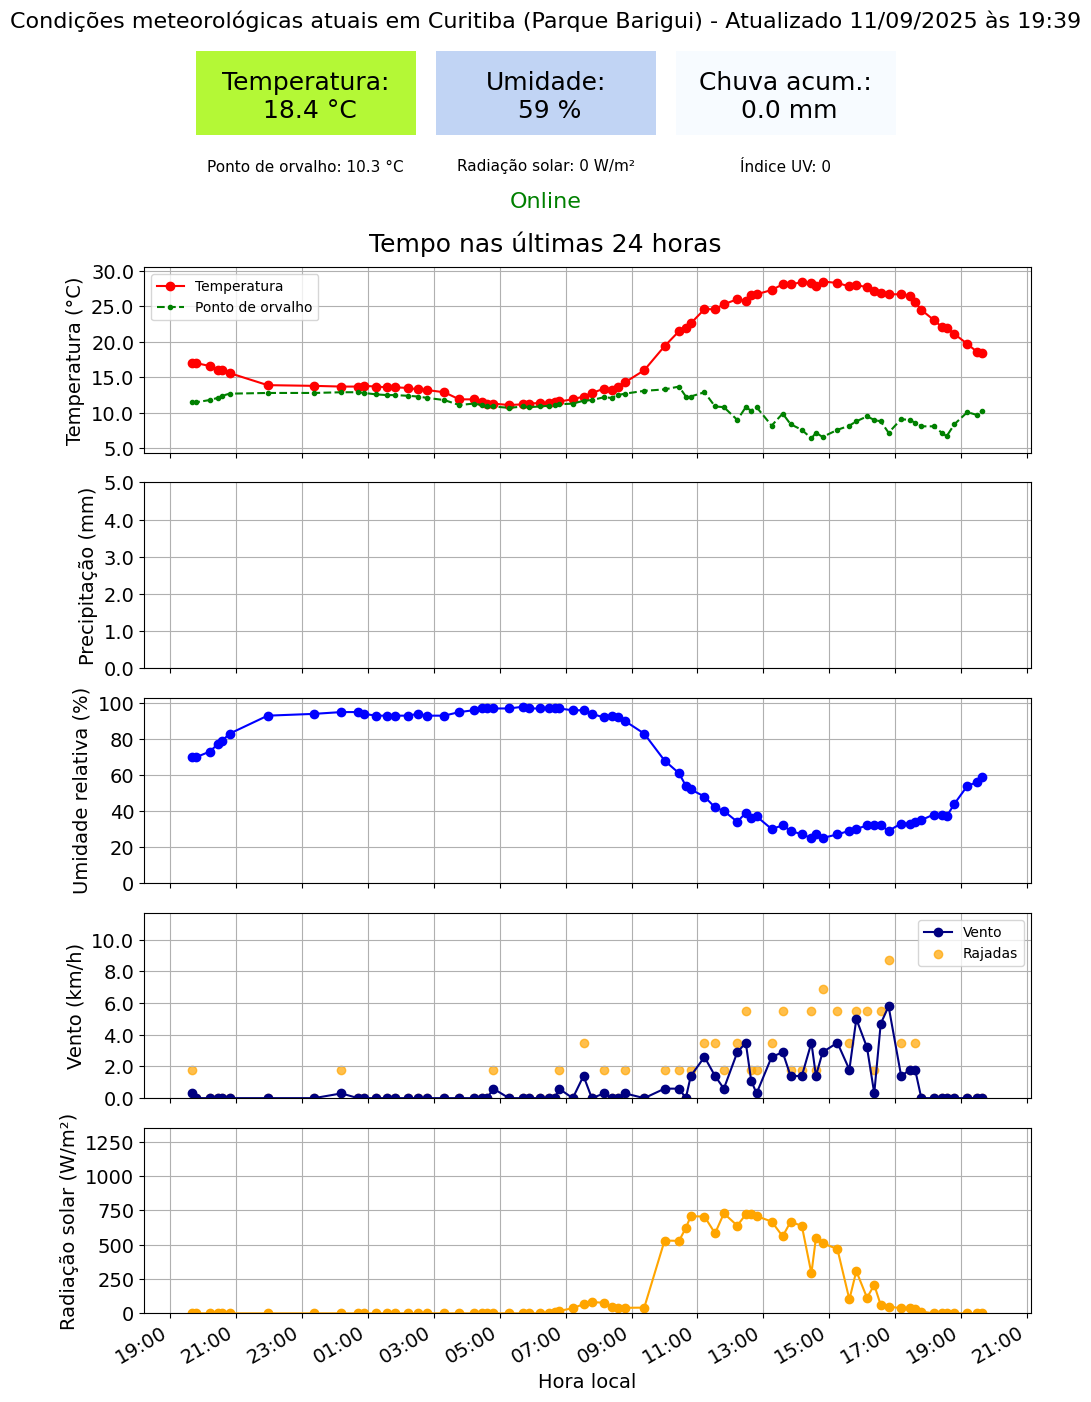 Condições meteorológicas atuais em Curitiba (Parque Barigui) - Atualizado 11/09/2025 às 19:39
Temperatura:
18.4 °C
Umidade:
59 %
Chuva acum.:
0.0 mm
Ponto de orvalho: 10.3 °C
Radiação solar: 0 W/m²
Índice UV: 0
Online
Tempo nas últimas 24 horas
Temperatura (°C)
30.0
25.0
20.0
15.0
10.0
5.0
Temperatura
Ponto de orvalho
Precipitação (mm)
5.0
4.0
3.0
2.0
1.0
0.0
Umidade relativa (%)
100
80
60
40
20
0
Vento (km/h)
10.0
8.0
6.0
4.0
2.0
0.0
Vento
Rajadas
Radiação solar (W/m²)
1250
1000
750
500
250
0
19:00
21:00
23:00
01:00
03:00
05:00
07:00
09:00
11:00
13:00
15:00
17:00
19:00
21:00
Hora local